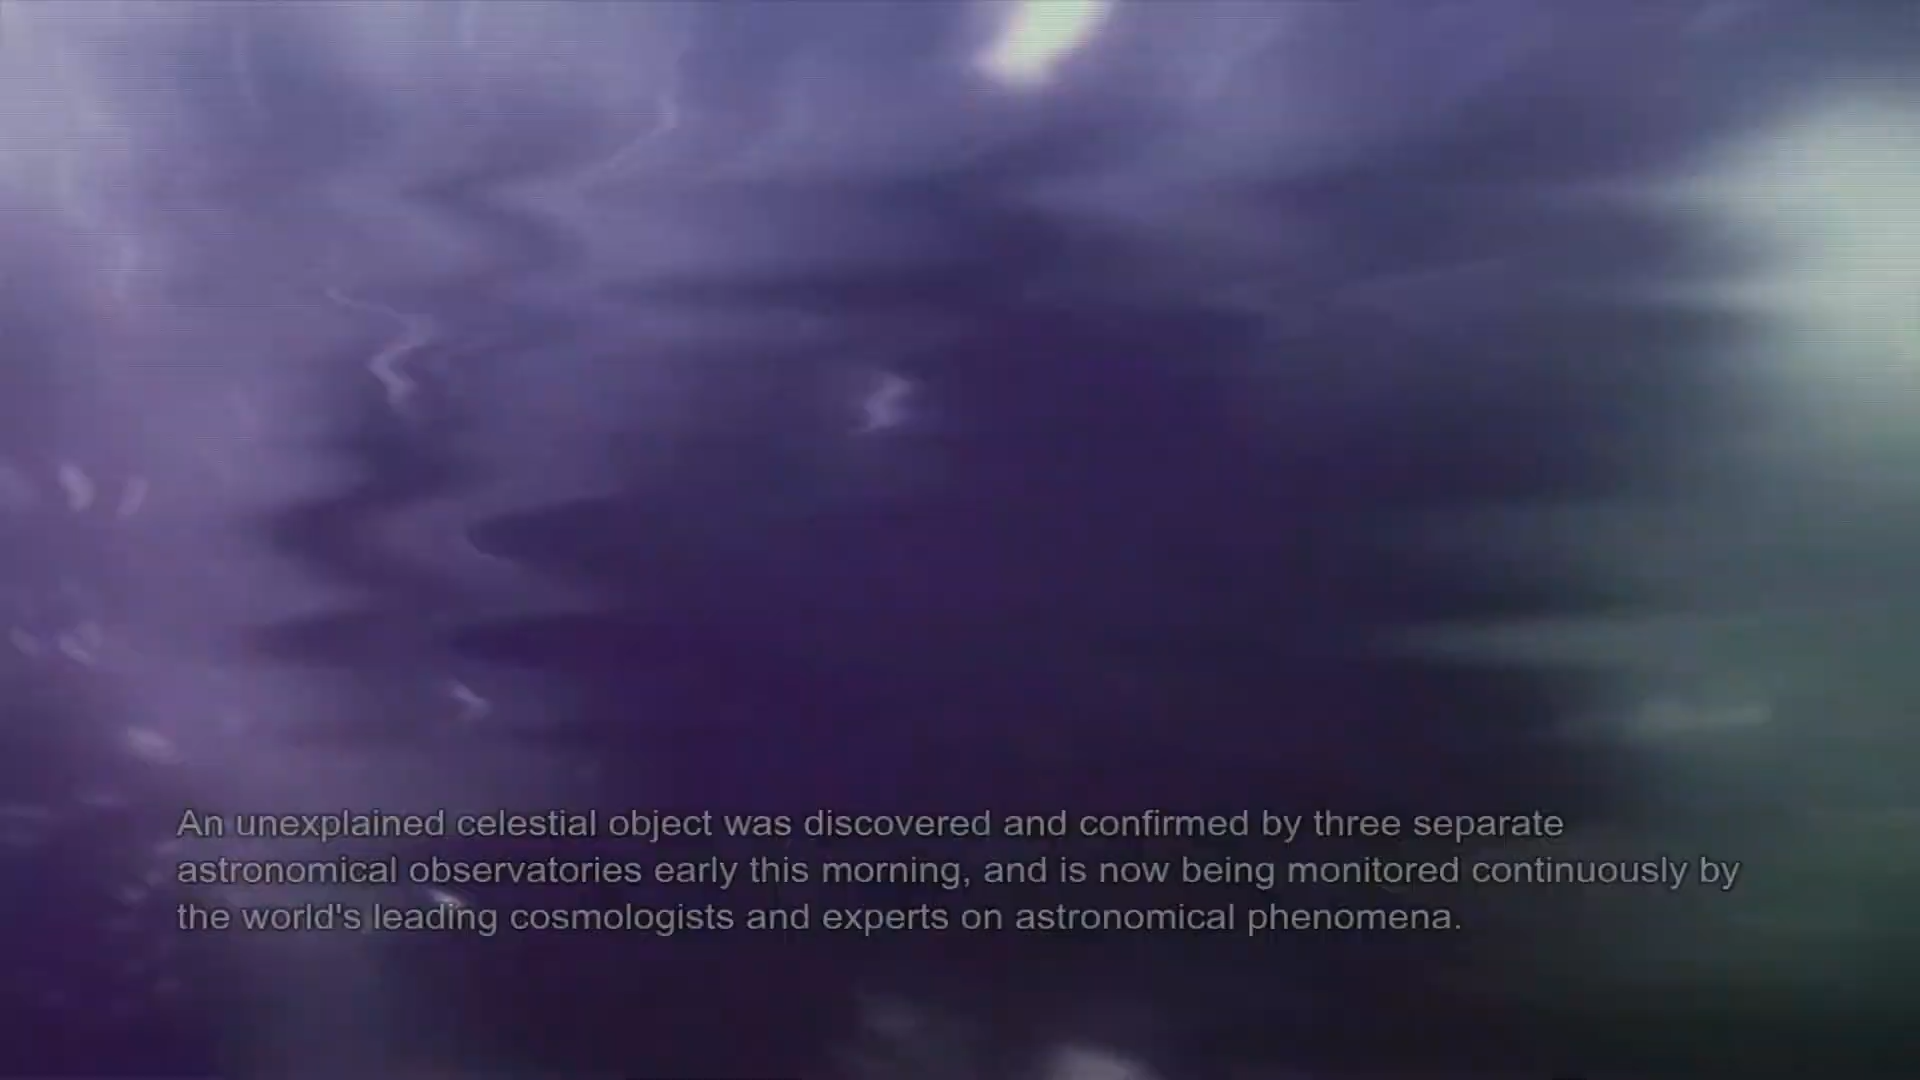 An unexplained celestial object was discovered and confirmed by three separate
astronomical observatories early this morning, and is now being monitored continuously by
the world's leading cosmologists and experts on astronomical phenomena.